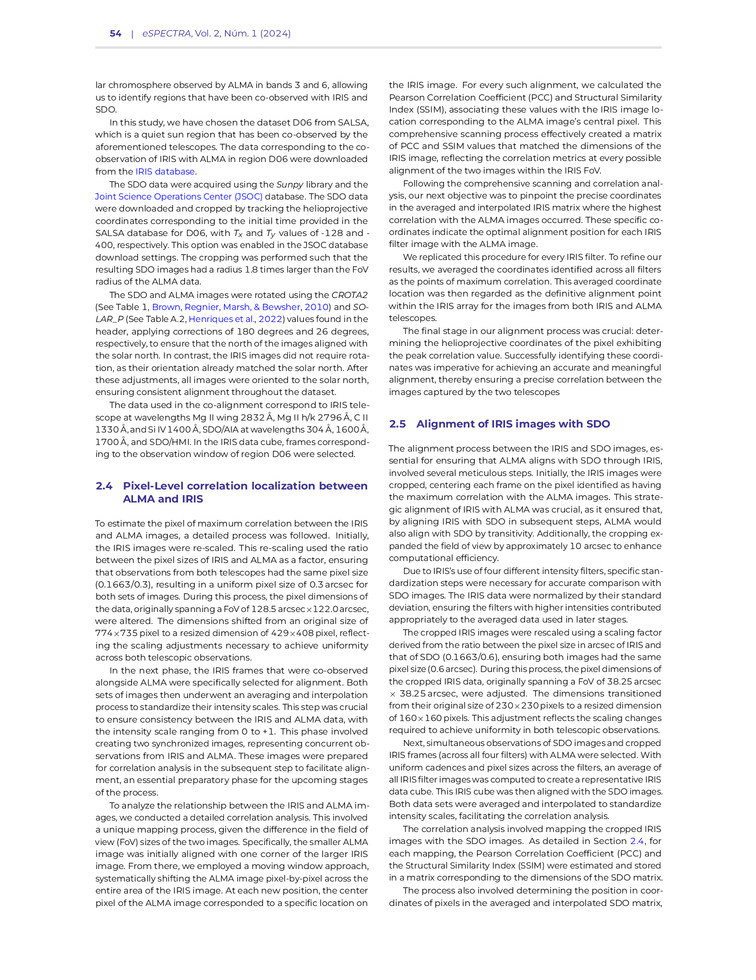 54 | eSPECTRA, Vol. 2, Núm. 1 (2024)
lar chromosphere observed by ALMA in bands 3 and 6, allowing
us to identify regions that have been co-observed with IRIS and
SDO.
In this study, we have chosen the dataset D06 from SALSA,
which is a quiet sun region that has been co-observed by the
aforementioned telescopes. The data corresponding to the co-
observation of IRIS with ALMA in region D06 were downloaded
from the IRIS database.
The SDO data were acquired using the Sunpy library and the
Joint Science Operations Center (JSOC) database. The SDO data
were downloaded and cropped by tracking the helioprojective
coordinates corresponding to the initial time provided in the
SALSA database for D06, with Tx and Ty values of -128 and -
400, respectively. This option was enabled in the JSOC database
download settings. The cropping was performed such that the
resulting SDO images had a radius 1.8 times larger than the FoV
radius of the ALMA data.
The SDO and ALMA images were rotated using the CROTA2
(See Table 1, Brown, Regnier, Marsh, & Bewsher, 2010) and SO-
LAR_P (See Table A.2, Henriques et al., 2022) values found in the
header, applying corrections of 180 degrees and 26 degrees,
respectively, to ensure that the north of the images aligned with
the solar north. In contrast, the IRIS images did not require rota-
tion, as their orientation already matched the solar north. After
these adjustments, all images were oriented to the solar north,
ensuring consistent alignment throughout the dataset.
The data used in the co-alignment correspond to IRIS tele-
scope at wavelengths Mg II wing 2832 Å, Mg II h/k 2796 Å, C II
1330 Å, and Si IV 1400 Å, SDO/AIA at wavelengths 304 Å, 1600 Å,
1700 Å, and SDO/HMI. In the IRIS data cube, frames correspond-
ing to the observation window of region D06 were selected.
2.4 Pixel-Level correlation localization between
ALMA and IRIS
To estimate the pixel of maximum correlation between the IRIS
and ALMA images, a detailed process was followed. Initially,
the IRIS images were re-scaled. This re-scaling used the ratio
between the pixel sizes of IRIS and ALMA as a factor, ensuring
that observations from both telescopes had the same pixel size
(0.1663/0.3), resulting in a uniform pixel size of 0.3 arcsec for
both sets of images. During this process, the pixel dimensions of
the data, originally spanning a FoV of 128.5 arcsec×122.0 arcsec,
were altered. The dimensions shifted from an original size of
774×735 pixel to a resized dimension of 429×408 pixel, reflect-
ing the scaling adjustments necessary to achieve uniformity
across both telescopic observations.
In the next phase, the IRIS frames that were co-observed
alongside ALMA were specifically selected for alignment. Both
sets of images then underwent an averaging and interpolation
process to standardize their intensity scales. This step was crucial
to ensure consistency between the IRIS and ALMA data, with
the intensity scale ranging from 0 to +1. This phase involved
creating two synchronized images, representing concurrent ob-
servations from IRIS and ALMA. These images were prepared
for correlation analysis in the subsequent step to facilitate align-
ment, an essential preparatory phase for the upcoming stages
of the process.
To analyze the relationship between the IRIS and ALMA im-
ages, we conducted a detailed correlation analysis. This involved
a unique mapping process, given the difference in the field of
view (FoV) sizes of the two images. Specifically, the smaller ALMA
image was initially aligned with one corner of the larger IRIS
image. From there, we employed a moving window approach,
systematically shifting the ALMA image pixel-by-pixel across the
entire area of the IRIS image. At each new position, the center
pixel of the ALMA image corresponded to a specific location on
the IRIS image. For every such alignment, we calculated the
Pearson Correlation Coefficient (PCC) and Structural Similarity
Index (SSIM), associating these values with the IRIS image lo-
cation corresponding to the ALMA image's central pixel. This
comprehensive scanning process effectively created a matrix
of PCC and SSIM values that matched the dimensions of the
IRIS image, reflecting the correlation metrics at every possible
alignment of the two images within the IRIS FoV.
Following the comprehensive scanning and correlation anal-
ysis, our next objective was to pinpoint the precise coordinates
in the averaged and interpolated IRIS matrix where the highest
correlation with the ALMA images occurred. These specific co-
ordinates indicate the optimal alignment position for each IRIS
filter image with the ALMA image.
We replicated this procedure for every IRIS filter. To refine our
results, we averaged the coordinates identified across all filters
as the points of maximum correlation. This averaged coordinate
location was then regarded as the definitive alignment point
within the IRIS array for the images from both IRIS and ALMA
telescopes.
The final stage in our alignment process was crucial: deter-
mining the helioprojective coordinates of the pixel exhibiting
the peak correlation value. Successfully identifying these coordi-
nates was imperative for achieving an accurate and meaningful
alignment, thereby ensuring a precise correlation between the
images captured by the two telescopes
2.5 Alignment of IRIS images with SDO
The alignment process between the IRIS and SDO images, es-
sential for ensuring that ALMA aligns with SDO through IRIS,
involved several meticulous steps. Initially, the IRIS images were
cropped, centering each frame on the pixel identified as having
the maximum correlation with the ALMA images. This strate-
gic alignment of IRIS with ALMA was crucial, as it ensured that,
by aligning IRIS with SDO in subsequent steps, ALMA would
also align with SDO by transitivity. Additionally, the cropping ex-
panded the field of view by approximately 10 arcsec to enhance
computational efficiency.
Due to IRIS's use of four different intensity filters, specific stan-
dardization steps were necessary for accurate comparison with
SDO images. The IRIS data were normalized by their standard
deviation, ensuring the filters with higher intensities contributed
appropriately to the averaged data used in later stages.
The cropped IRIS images were rescaled using a scaling factor
derived from the ratio between the pixel size in arcsec of IRIS and
that of SDO (0.1663/0.6), ensuring both images had the same
pixel size (0.6 arcsec). During this process, the pixel dimensions of
the cropped IRIS data, originally spanning a FoV of 38.25 arcsec
× 38.25 arcsec, were adjusted. The dimensions transitioned
from their original size of 230×230 pixels to a resized dimension
of 160×160 pixels. This adjustment reflects the scaling changes
required to achieve uniformity in both telescopic observations.
Next, simultaneous observations of SDO images and cropped
IRIS frames (across all four filters) with ALMA were selected. With
uniform cadences and pixel sizes across the filters, an average of
all IRIS filter images was computed to create a representative IRIS
data cube. This IRIS cube was then aligned with the SDO images.
Both data sets were averaged and interpolated to standardize
intensity scales, facilitating the correlation analysis.
The correlation analysis involved mapping the cropped IRIS
images with the SDO images. As detailed in Section 2.4, for
each mapping, the Pearson Correlation Coefficient (PCC) and
the Structural Similarity Index (SSIM) were estimated and stored
in a matrix corresponding to the dimensions of the SDO matrix.
The process also involved determining the position in coor-
dinates of pixels in the averaged and interpolated SDO matrix,